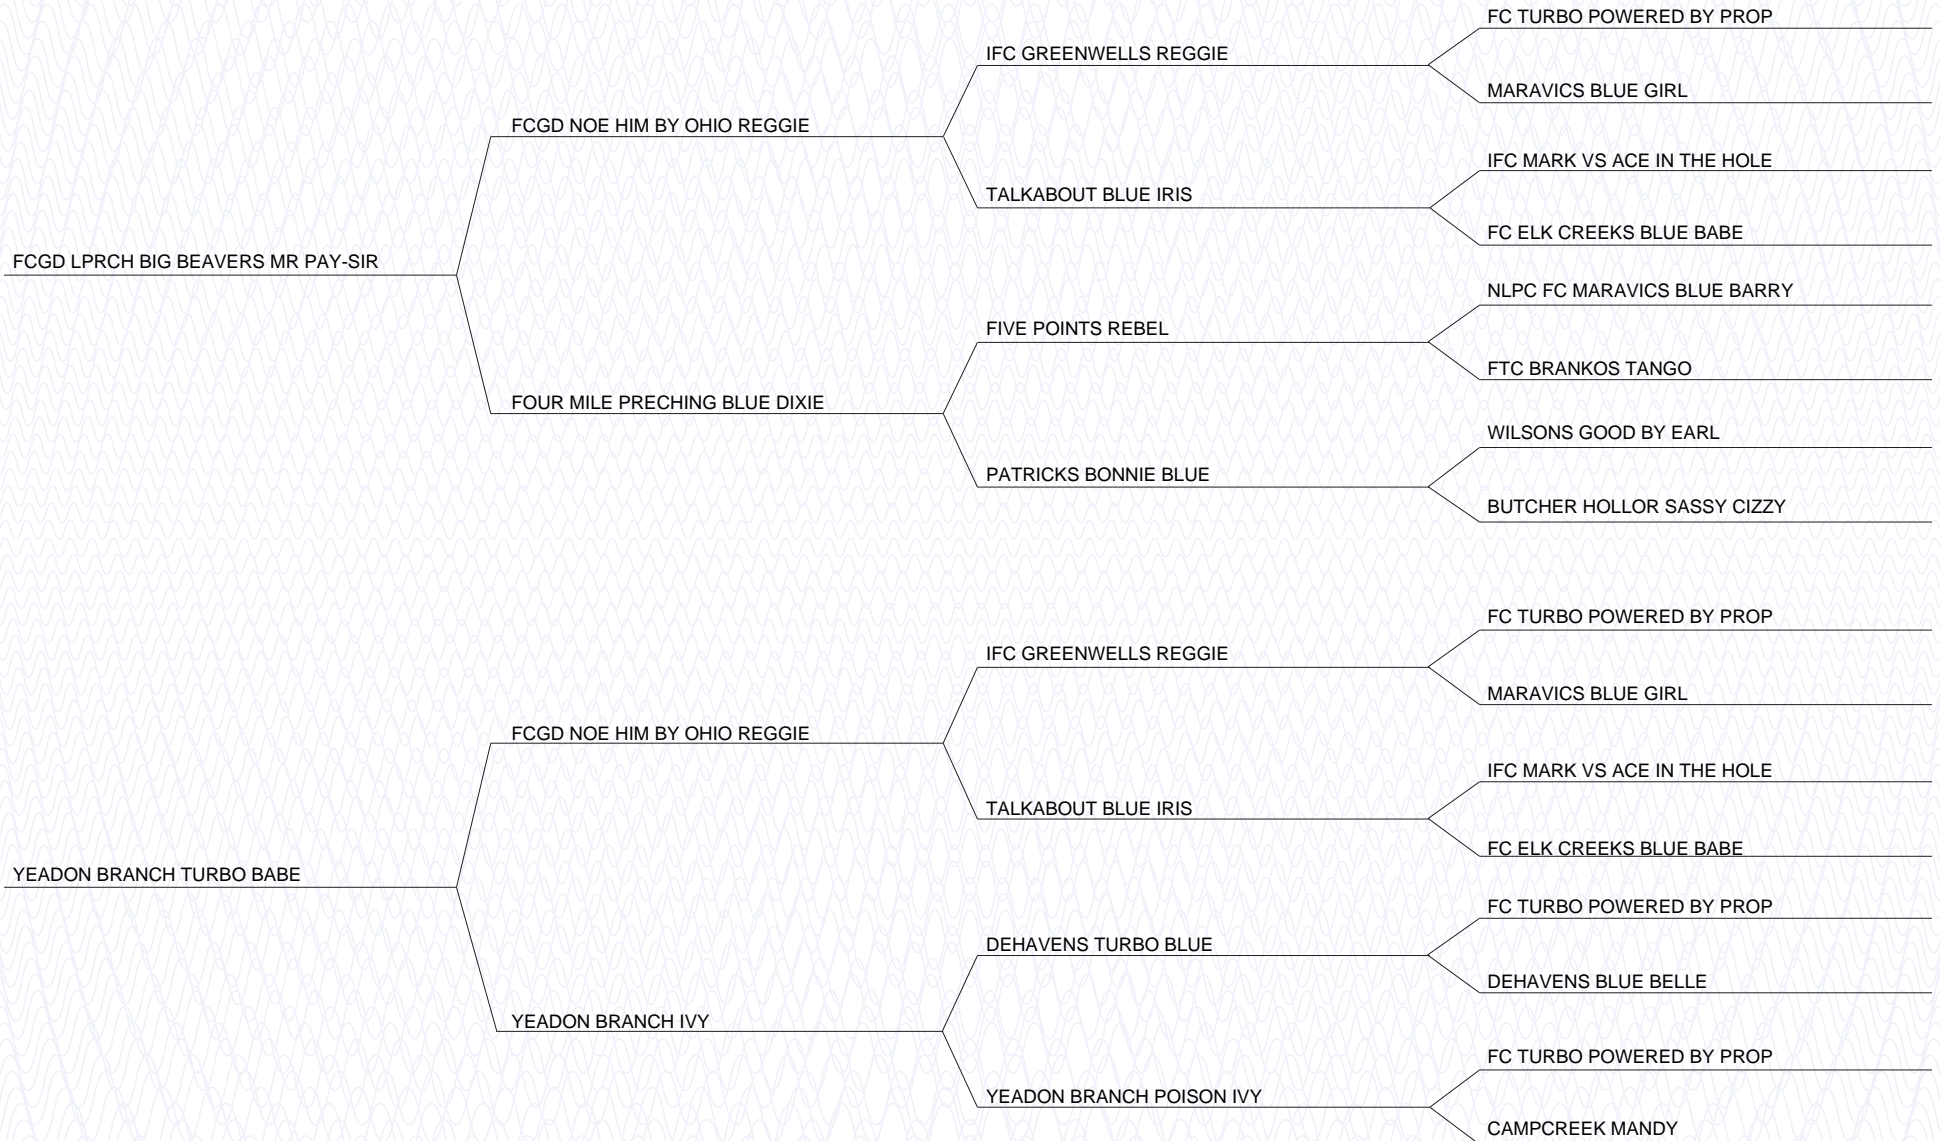 FC TURBO POWERED BY PROP
IFC GREENWELLS REGGIE
MARAVICS BLUE GIRL
FCGD NOE HIM BY OHIO REGGIE
IFC MARK VS ACE IN THE HOLE
TALKABOUT BLUE IRIS
FC ELK CREEKS BLUE BABE
FCGD LPRCH BIG BEAVERS MR PAY-SIR
NLPC FC MARAVICS BLUE BARRY
FIVE POINTS REBEL
FTC BRANKOS TANGO
FOUR MILE PRECHING BLUE DIXIE
WILSONS GOOD BY EARL
PATRICKS BONNIE BLUE
BUTCHER HOLLOR SASSY CIZZY
FC TURBO POWERED BY PROP
IFC GREENWELLS REGGIE
MARAVICS BLUE GIRL
FCGD NOE HIM BY OHIO REGGIE
IFC MARK VS ACE IN THE HOLE
TALKABOUT BLUE IRIS
FC ELK CREEKS BLUE BABE
YEADON BRANCH TURBO BABE
FC TURBO POWERED BY PROP
DEHAVENS TURBO BLUE
DEHAVENS BLUE BELLE
YEADON BRANCH IVY
FC TURBO POWERED BY PROP
YEADON BRANCH POISON IVY
CAMPCREEK MANDY